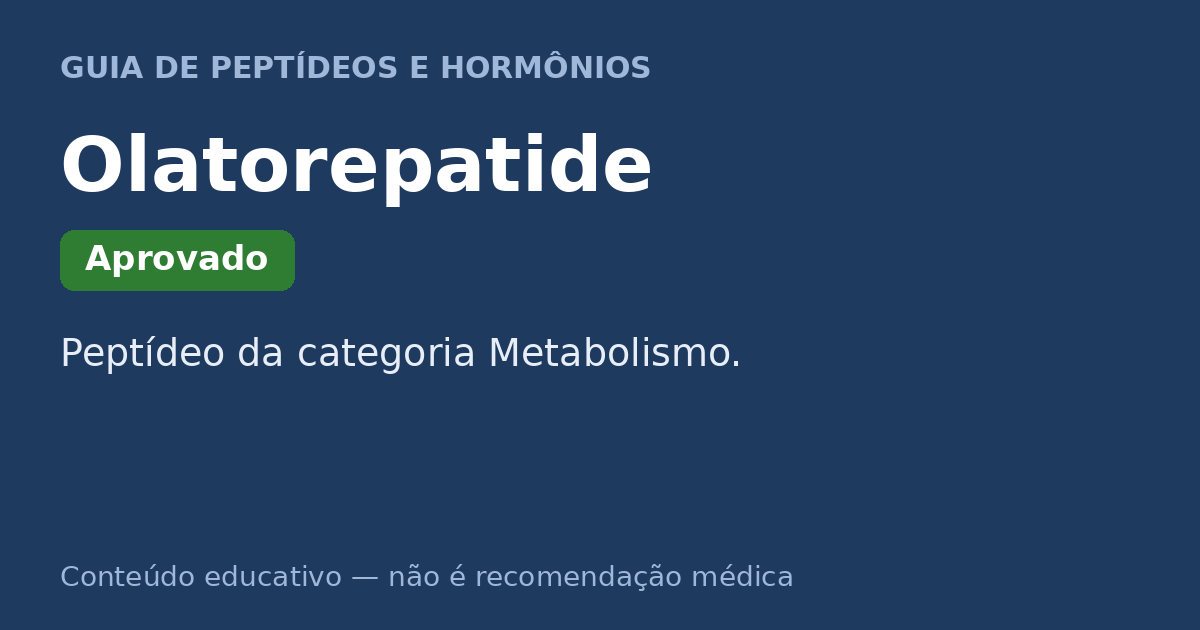 GUIA DE PEPTÍDEOS E HORMÔNIOS
Olatorepatide
Aprovado
Peptídeo da categoria Metabolismo.
Conteúdo educativo — não é recomendação médica